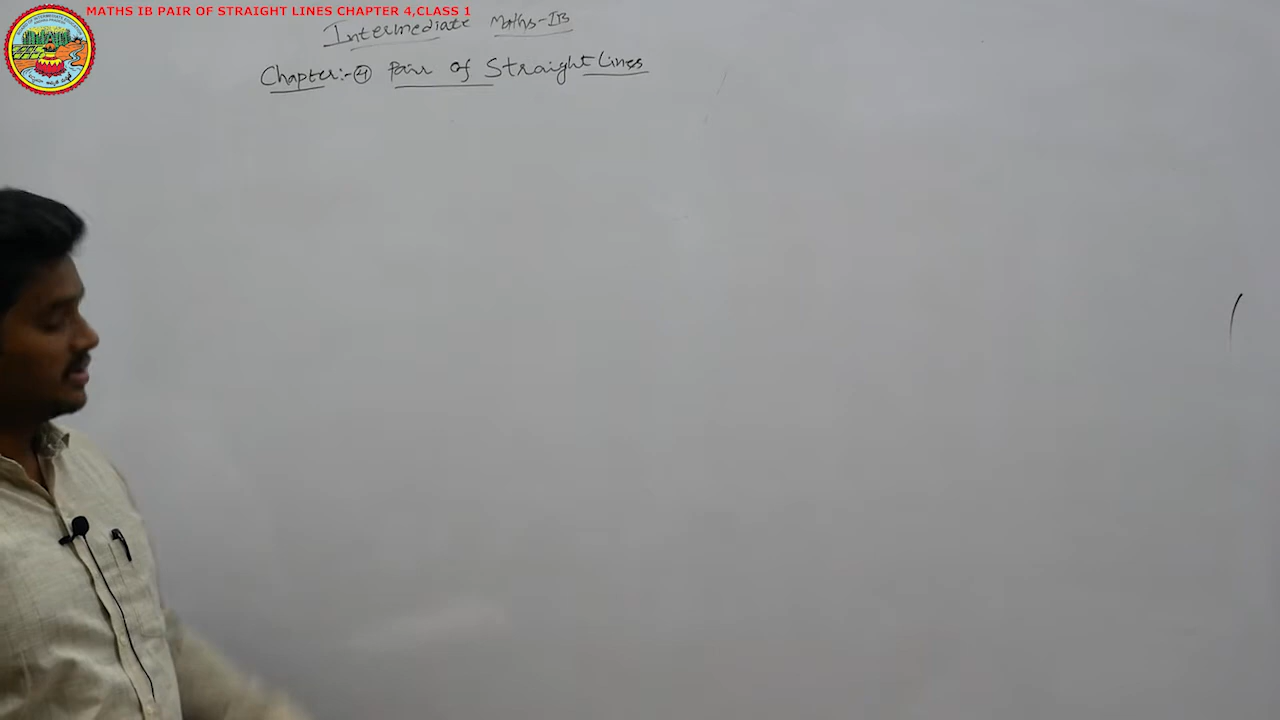 MATHS IB PAIR OF STRAIGHT LINES CHAPTER 4,CLASS 1
Intermediate Maths-IB
Chapter:-④ Pair of Straight Lines